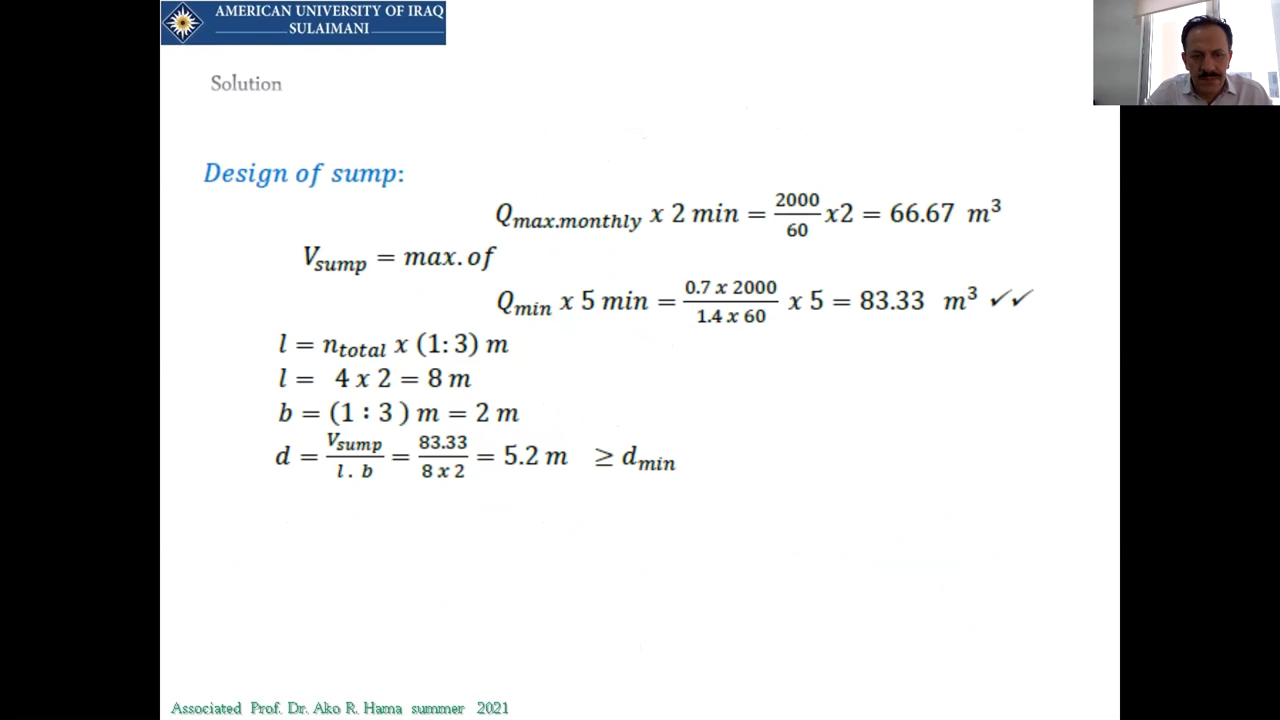 AMERICAN UNIVERSITY OF IRAQ
SULAIMANI
Solution
Design of sump:
Q_max.monthly x 2 min = 2000/60 x2 = 66.67 m³
V_sump = max. of
Q_min x 5 min = (0.7 x 2000)/(1.4 x 60) x 5 = 83.33 m³ ✓✓
l = n_total x (1: 3) m
l = 4 x 2 = 8 m
b = (1 : 3 ) m = 2 m
d = V_sump/(l . b) = 83.33/(8 x 2) = 5.2 m ≥ d_min
Associated Prof. Dr. Ako R. Hama summer 2021